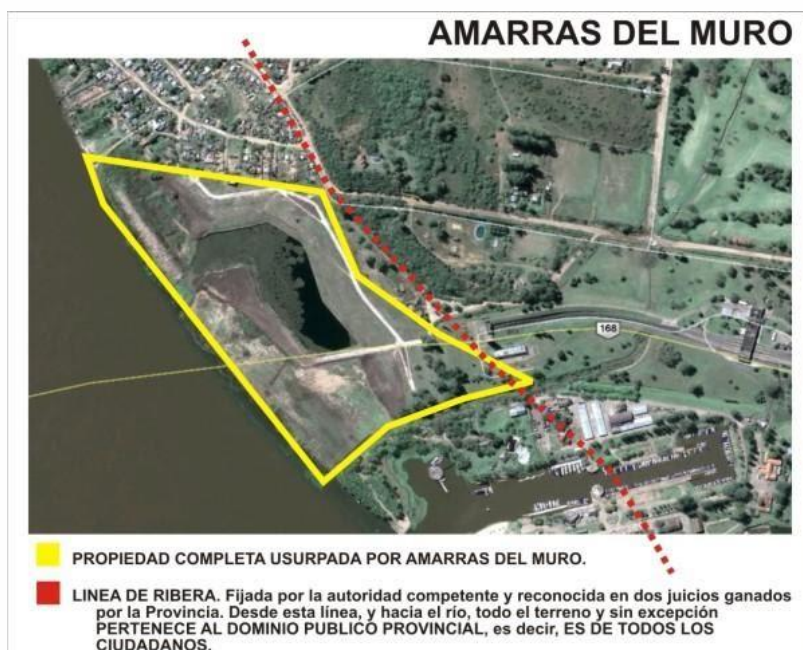 AMARRAS DEL MURO
168
PROPIEDAD COMPLETA USURPADA POR AMARRAS DEL MURO.
LINEA DE RIBERA. Fijada por la autoridad competente y reconocida en dos juicios ganados
por la Provincia. Desde esta línea, y hacia el río, todo el terreno y sin excepción
PERTENECE AL DOMINIO PUBLICO PROVINCIAL, es decir, ES DE TODOS LOS
CIUDADANOS.